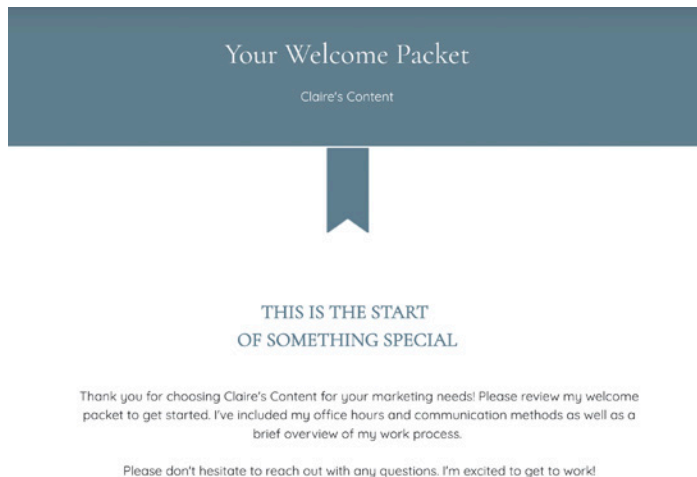 Your Welcome Packet
Claire's Content
THIS IS THE START
OF SOMETHING SPECIAL
Thank you for choosing Claire's Content for your marketing needs! Please review my welcome
packet to get started. I've included my office hours and communication methods as well as a
brief overview of my work process.
Please don't hesitate to reach out with any questions. I'm excited to get to work!